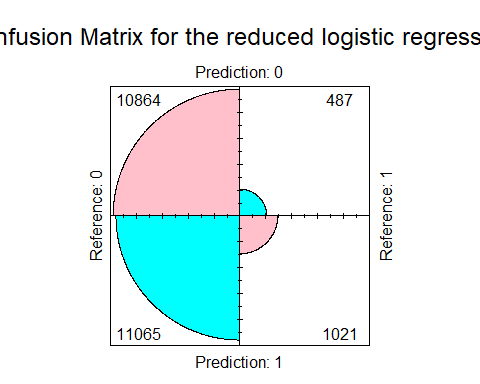 nfusion Matrix for the reduced logistic regress
Prediction: 0
10864
487
Reference: 0
Reference: 1
11065
1021
Prediction: 1